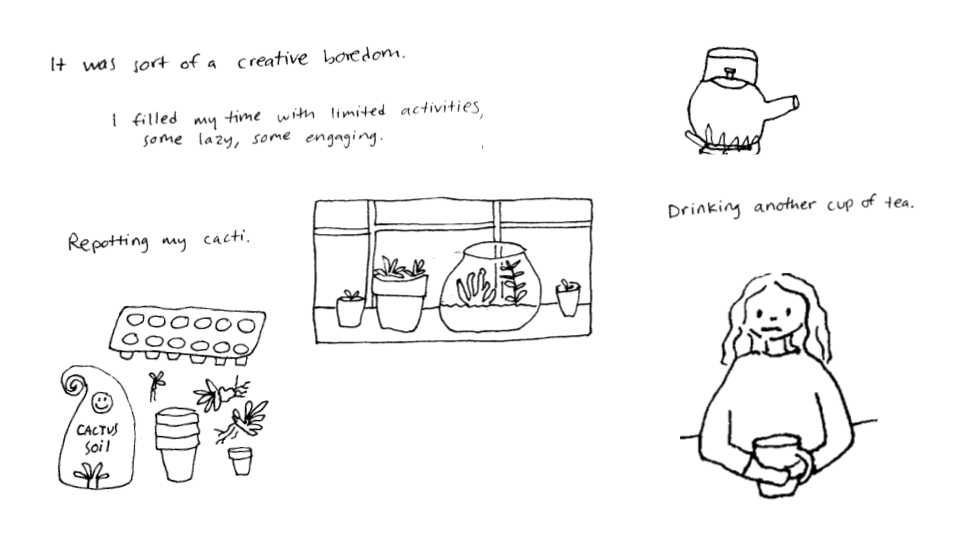 It was sort of a creative boredom.
I filled my time with limited activities,
some lazy, some engaging.
Drinking another cup of tea.
Repotting my cacti.
CACTUS
Soil